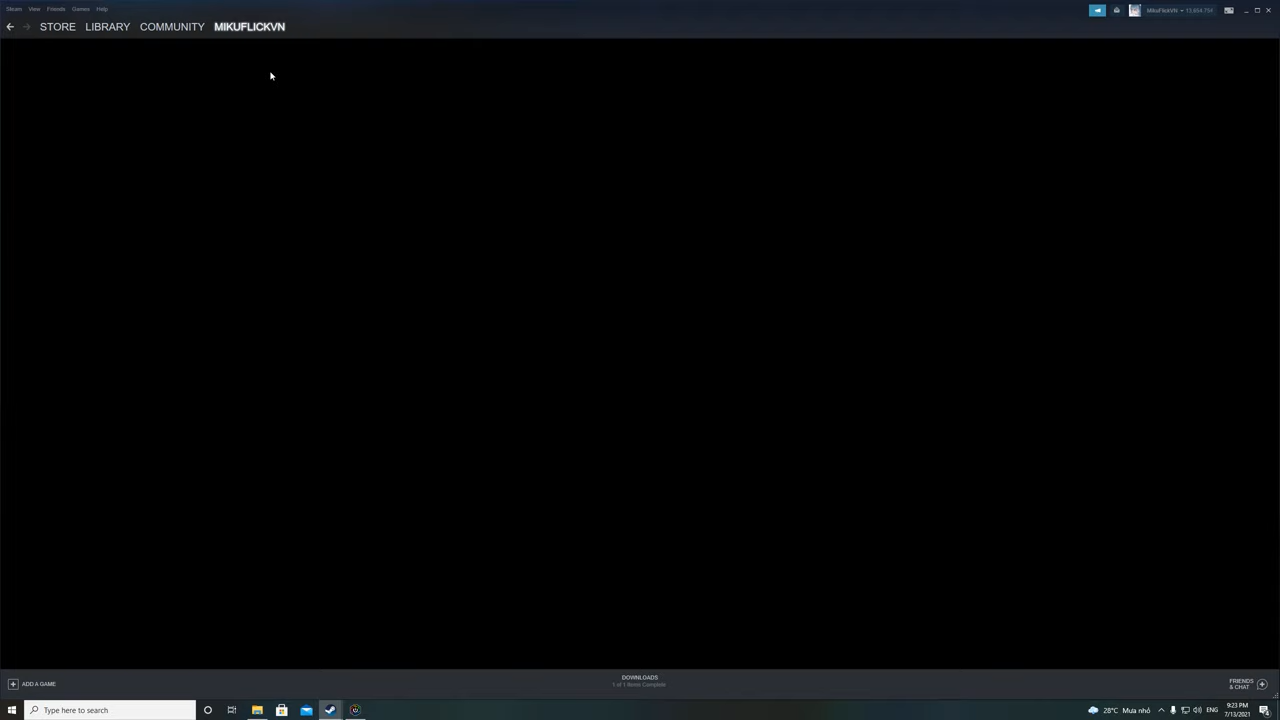 Steam View Friends Games Help
MikuFlickVN
STORE LIBRARY COMMUNITY MIKUFLICKVN
DOWNLOADS
1 of 1 Items Complete
+ ADD A GAME
FRIENDS
& CHAT
Type here to search
28°C Mưa nhỏ
ENG
9:23 PM
7/13/2021